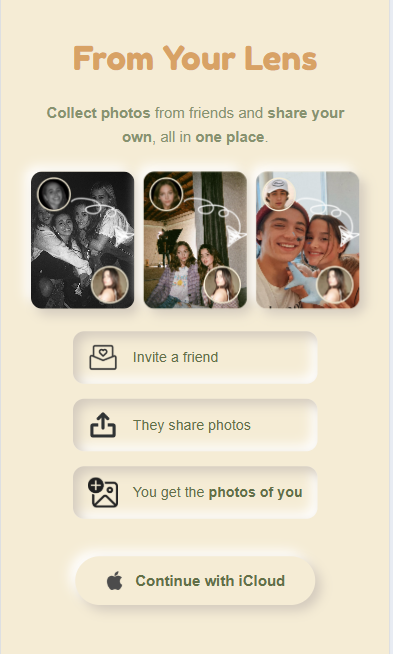 From Your Lens
Collect photos from friends and share your
own, all in one place.
Invite a friend
They share photos
You get the photos of you
Continue with iCloud